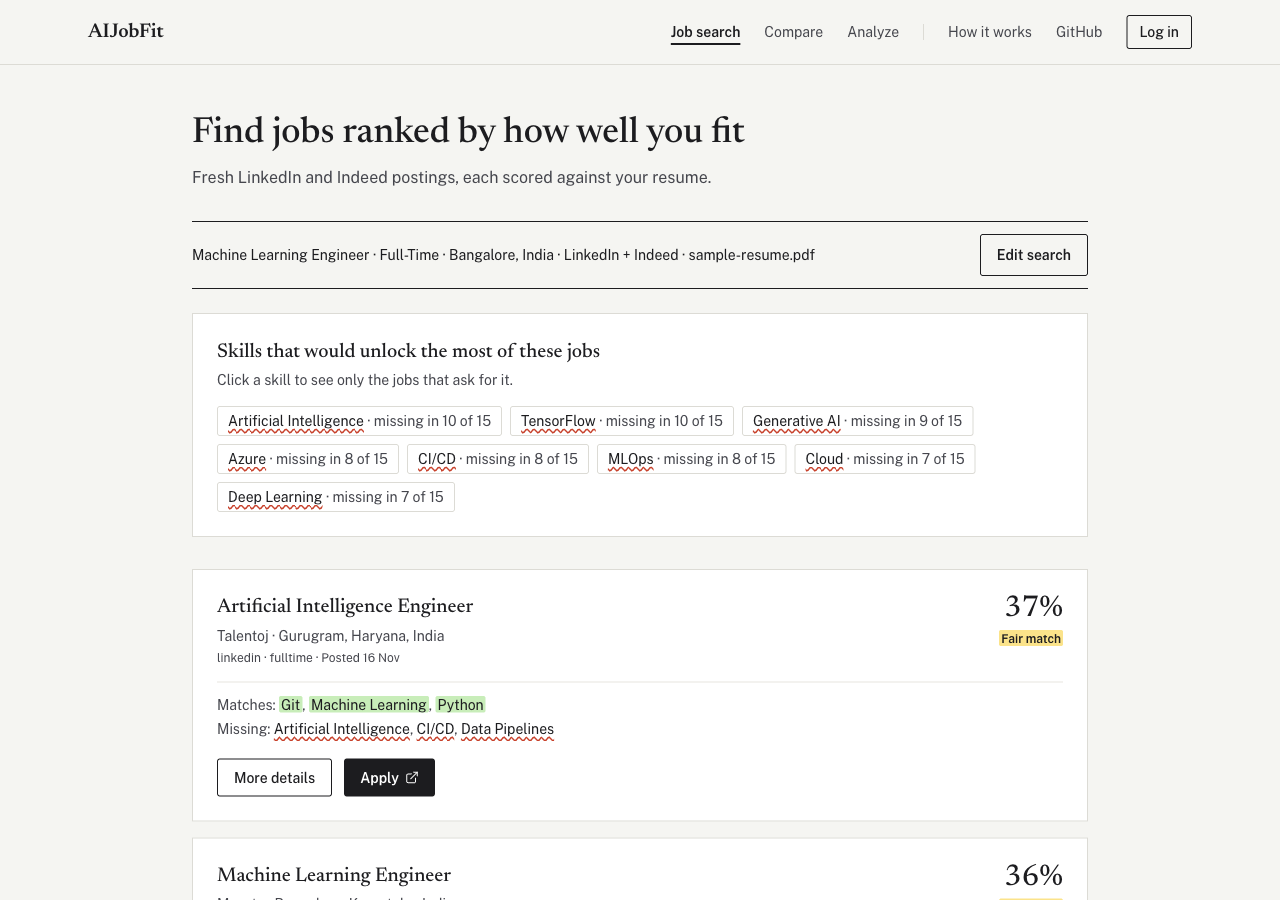 AIJobFit
Job search
Compare
Analyze
How it works
GitHub
Log in
Find jobs ranked by how well you fit
Fresh LinkedIn and Indeed postings, each scored against your resume.
Machine Learning Engineer · Full-Time · Bangalore, India · LinkedIn + Indeed · sample-resume.pdf
Edit search
Skills that would unlock the most of these jobs
Click a skill to see only the jobs that ask for it.
Artificial Intelligence · missing in 10 of 15
TensorFlow · missing in 10 of 15
Generative AI · missing in 9 of 15
Azure · missing in 8 of 15
CI/CD · missing in 8 of 15
MLOps · missing in 8 of 15
Cloud · missing in 7 of 15
Deep Learning · missing in 7 of 15
Artificial Intelligence Engineer
37%
Talentoj · Gurugram, Haryana, India
Fair match
linkedin · fulltime · Posted 16 Nov
Matches: Git, Machine Learning, Python
Missing: Artificial Intelligence, CI/CD, Data Pipelines
More details
Apply
Machine Learning Engineer
36%